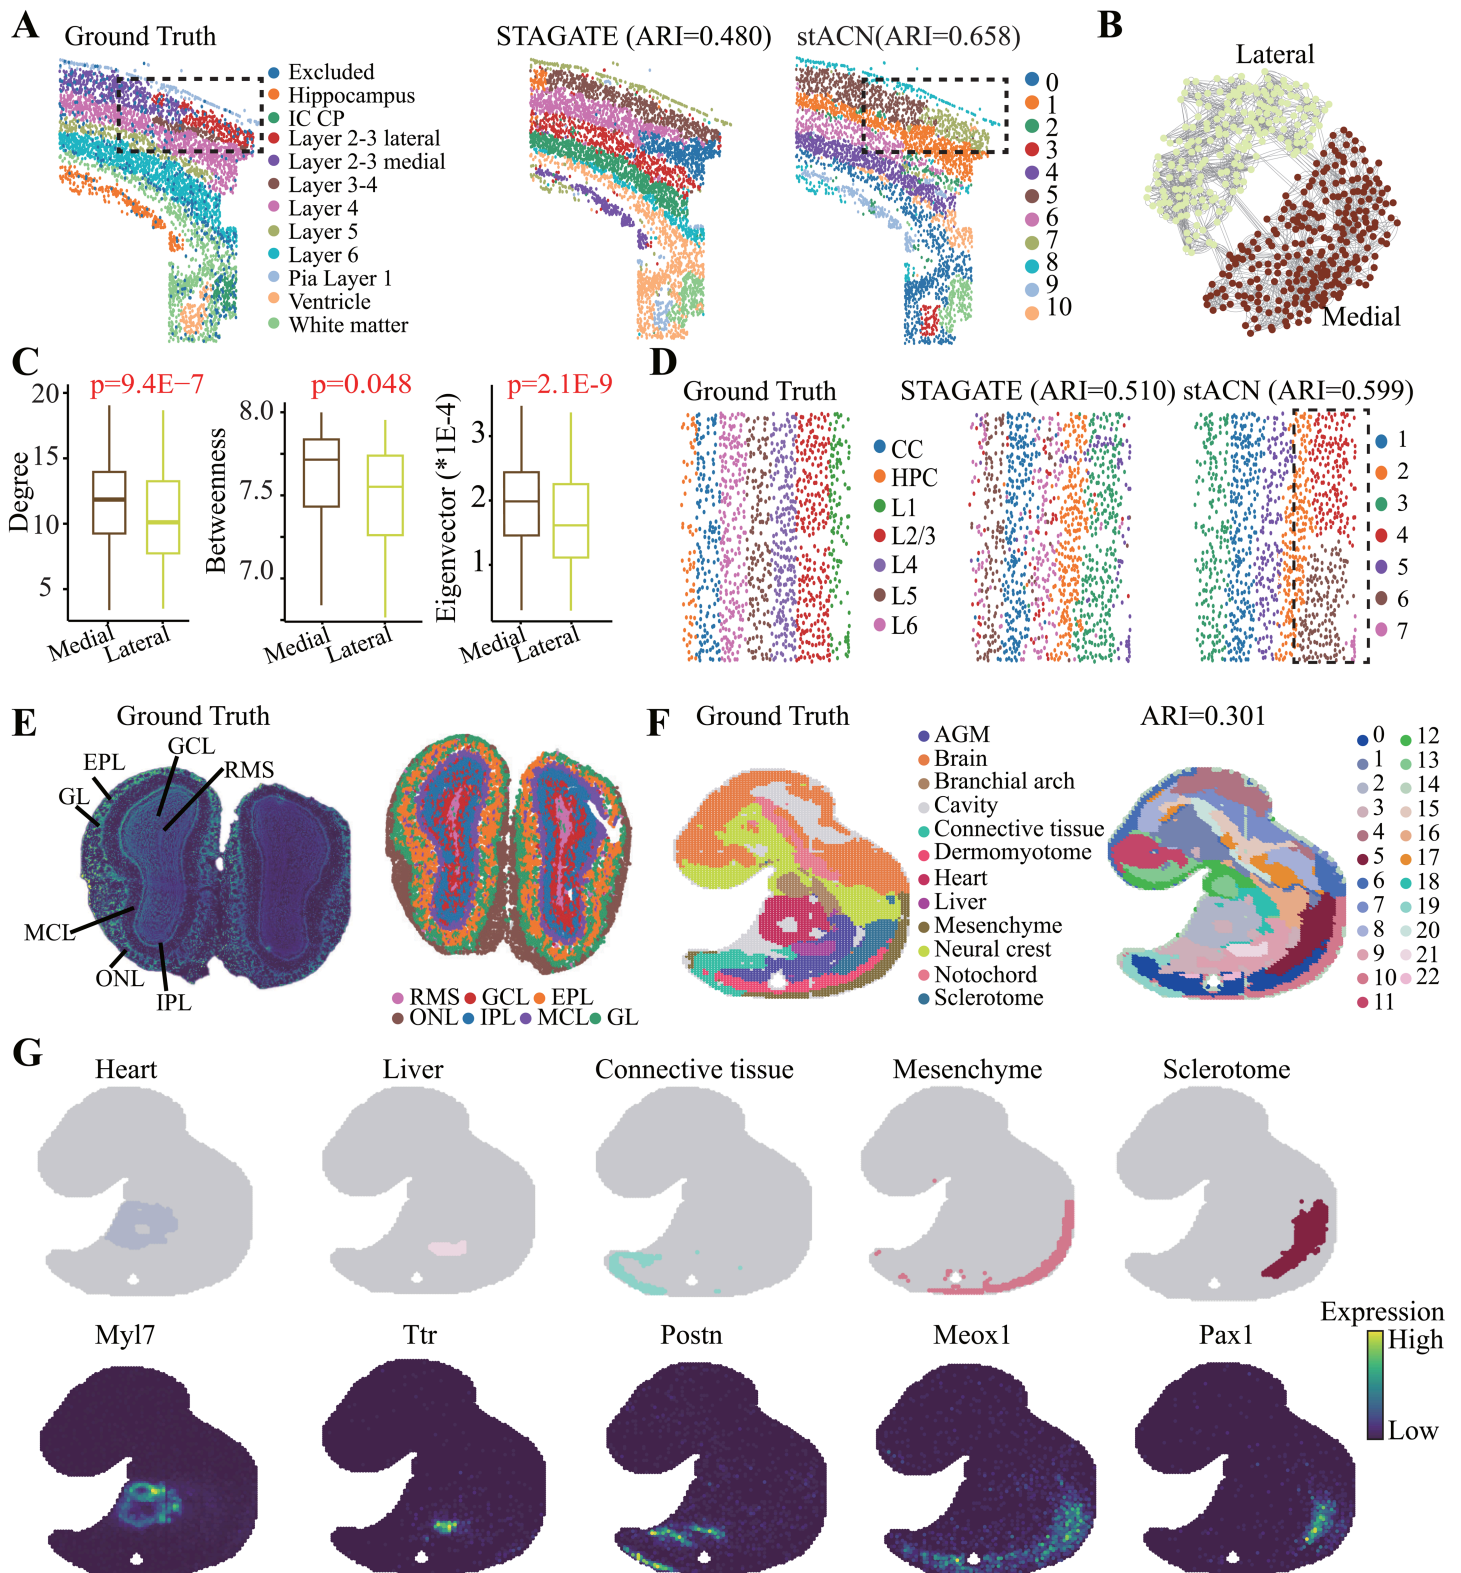 A
Ground Truth
STAGATE (ARI=0.480)
stACN(ARI=0.658)
Excluded
Hippocampus
IC CP
Layer 2-3 lateral
Layer 2-3 medial
Layer 3-4
Layer 4
Layer 5
Layer 6
Pia Layer 1
Ventricle
White matter
0
1
2
3
4
5
6
7
8
9
10
B
Lateral
Medial
C
p=9.4E−7
Degree
20
15
10
5
Medial
Lateral
p=0.048
Betweenness
8.0
7.5
7.0
Medial
Lateral
p=2.1E-9
Eigenvector (*1E-4)
3
2
1
Medial
Lateral
D
Ground Truth
STAGATE (ARI=0.510)
stACN (ARI=0.599)
CC
HPC
L1
L2/3
L4
L5
L6
1
2
3
4
5
6
7
E
Ground Truth
GCL
EPL
RMS
GL
MCL
ONL
IPL
RMS GCL EPL
ONL IPL MCL GL
F
Ground Truth
ARI=0.301
AGM
Brain
Branchial arch
Cavity
Connective tissue
Dermomyotome
Heart
Liver
Mesenchyme
Neural crest
Notochord
Sclerotome
0 12
1 13
2 14
3 15
4 16
5 17
6 18
7 19
8 20
9 21
10 22
11
G
Heart
Liver
Connective tissue
Mesenchyme
Sclerotome
Myl7
Ttr
Postn
Meox1
Pax1
Expression
High
Low